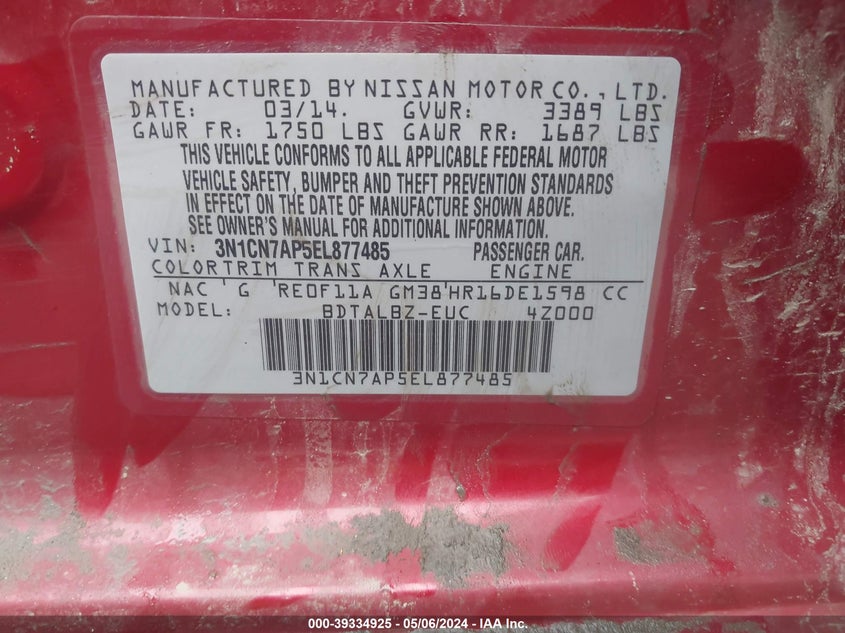 MANUFACTURED BY NISSAN MOTOR CO., LTD.
DATE: 03/14. GVWR: 3389 LBS
GAWR FR: 1750 LBS GAWR RR: 1687 LBS
THIS VEHICLE CONFORMS TO ALL APPLICABLE FEDERAL MOTOR
VEHICLE SAFETY, BUMPER AND THEFT PREVENTION STANDARDS
IN EFFECT ON THE DATE OF MANUFACTURE SHOWN ABOVE.
SEE OWNER'S MANUAL FOR ADDITIONAL INFORMATION.
VIN: 3N1CN7AP5EL877485 PASSENGER CAR.
COLORTRIM TRANS AXLE ENGINE
NAC G RE0F11A GM38 HR16DE1598 CC
MODEL: BDTALBZ-EUC 4Z000
3N1CN7AP5EL877485
000-39334925 - 05/06/2024 - IAA Inc.